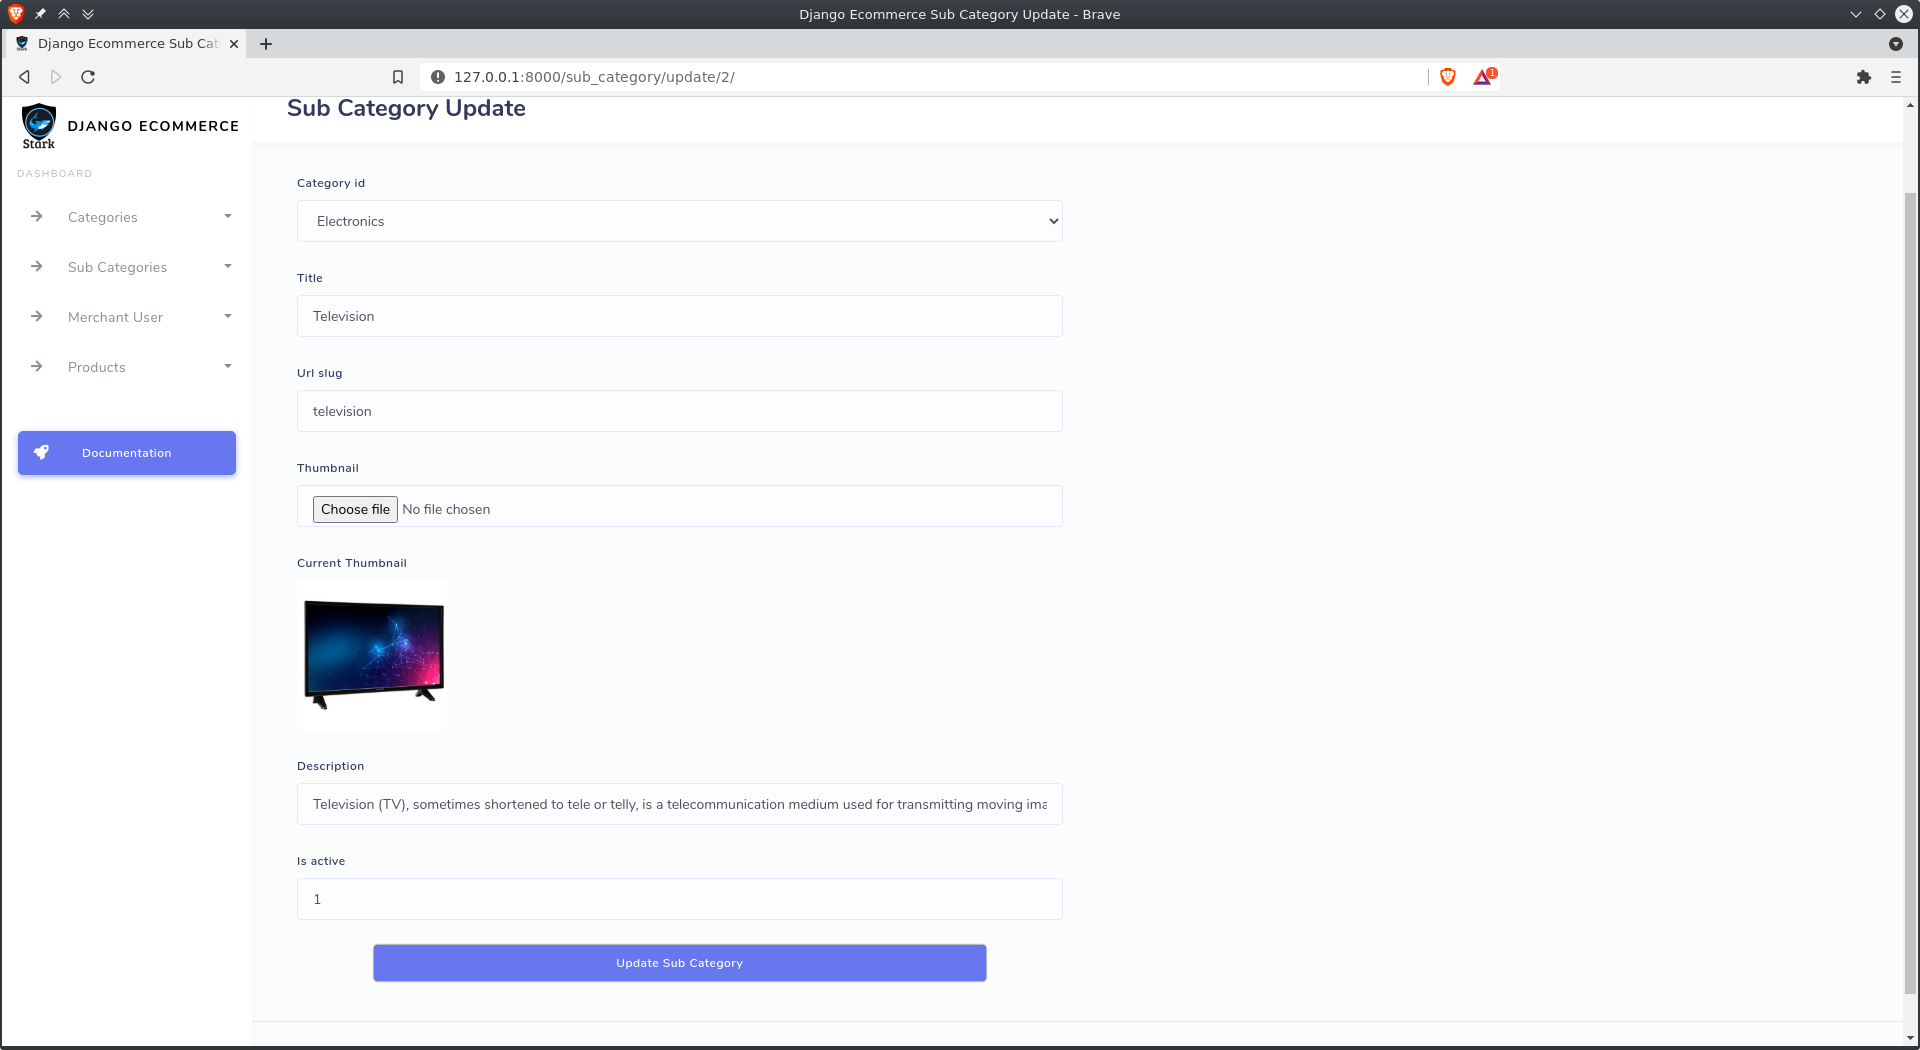 Django Ecommerce Sub Category Update - Brave
Django Ecommerce Sub Cat
127.0.0.1:8000/sub_category/update/2/
1
Stark
DJANGO ECOMMERCE
DASHBOARD
Categories
Sub Categories
Merchant User
Products
Documentation
Sub Category Update
Category id
Electronics
Title
Television
Url slug
television
Thumbnail
Choose file No file chosen
Current Thumbnail
Description
Television (TV), sometimes shortened to tele or telly, is a telecommunication medium used for transmitting moving ima
Is active
1
Update Sub Category